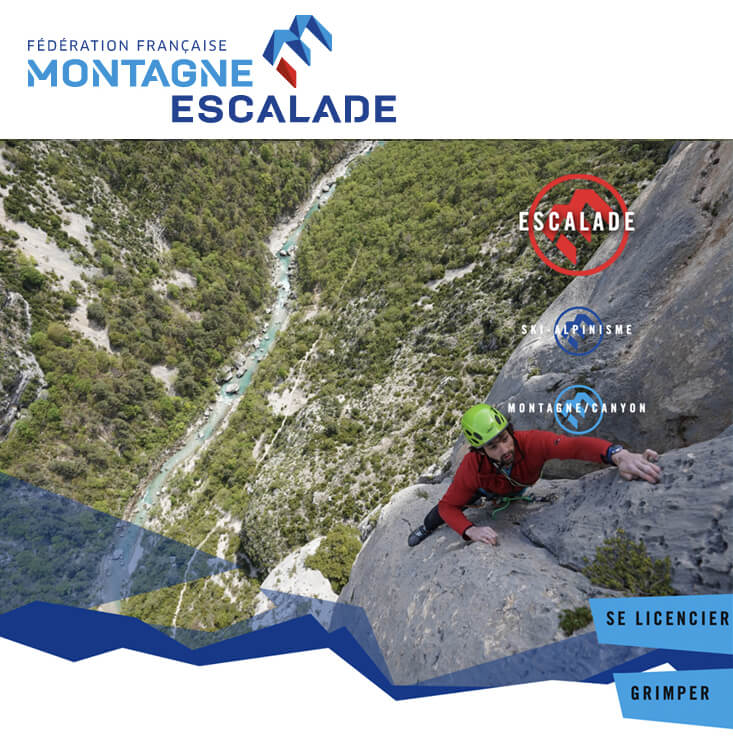 FÉDÉRATION FRANÇAISE
MONTAGNE
ESCALADE
ESCALADE
SKI-ALPINISME
MONTAGNE/CANYON
SE LICENCIER
GRIMPER